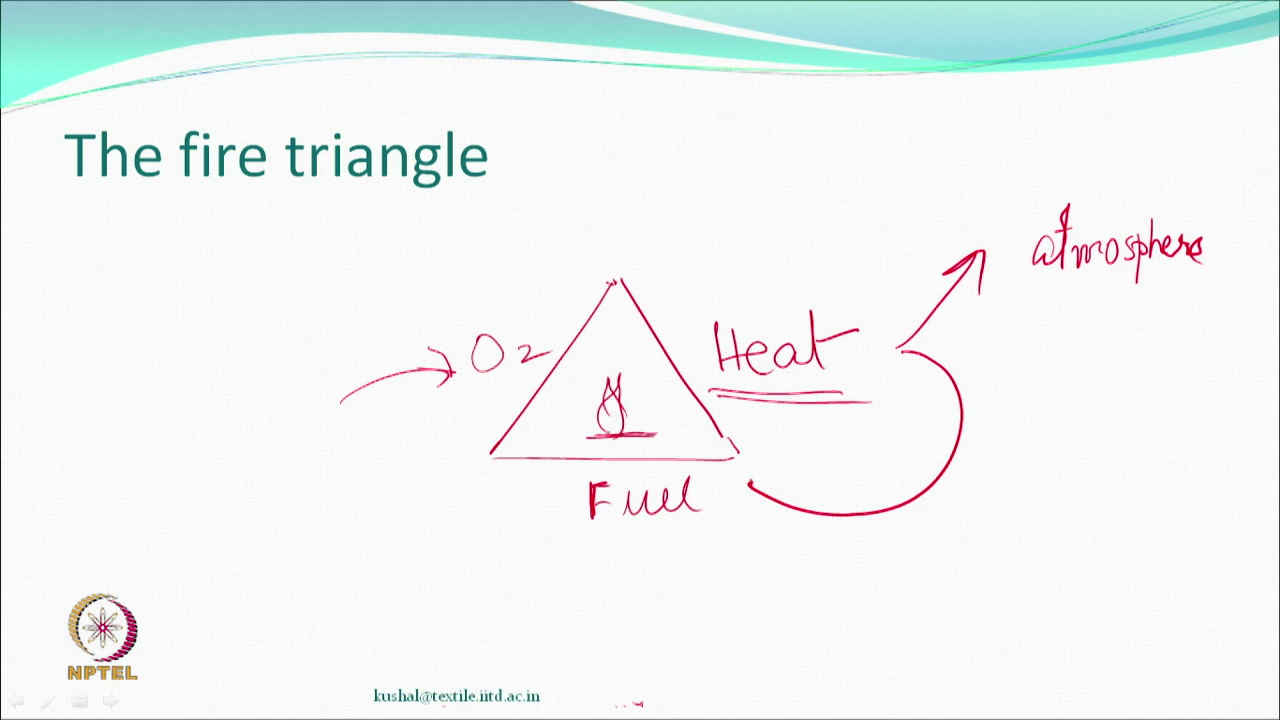 The fire triangle
atmosphere
O2
Heat
Fuel
NPTEL
kushal@textile.iitd.ac.in